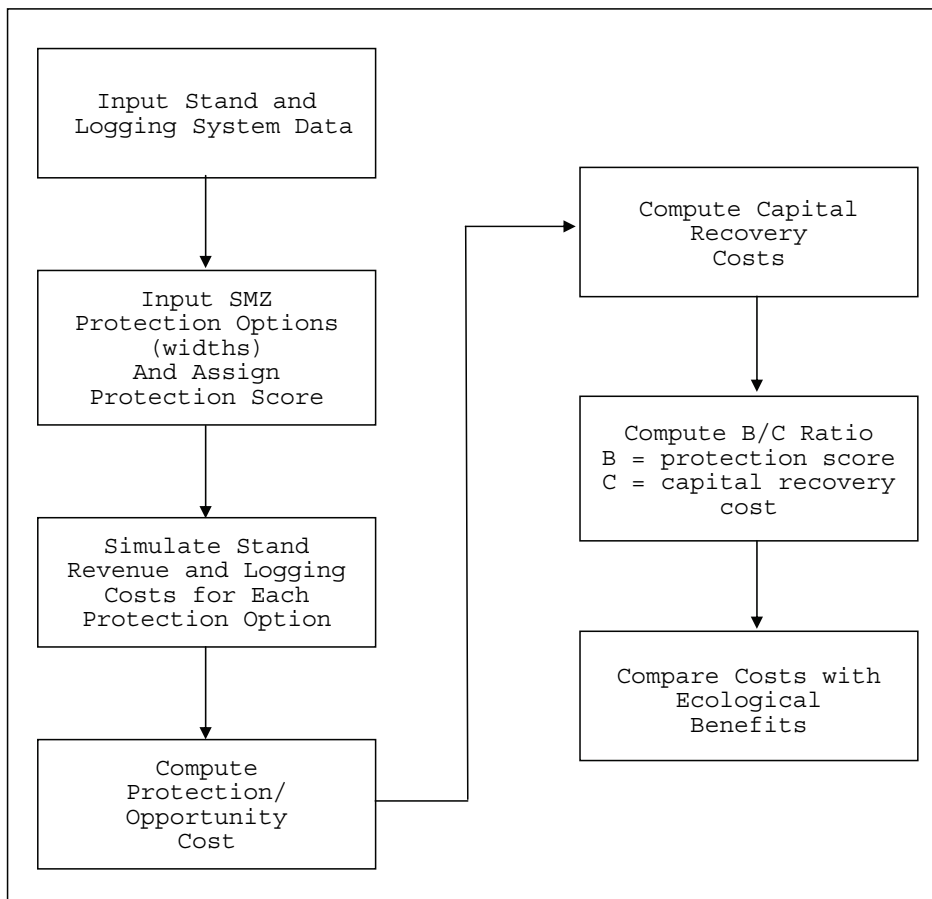 Input Stand and
Logging System Data
Input SMZ
Protection Options
(widths)
And Assign
Protection Score
Simulate Stand
Revenue and Logging
Costs for Each
Protection Option
Compute
Protection/
Opportunity
Cost
Compute Capital
Recovery
Costs
Compute B/C Ratio
B = protection score
C = capital recovery
cost
Compare Costs with
Ecological
Benefits